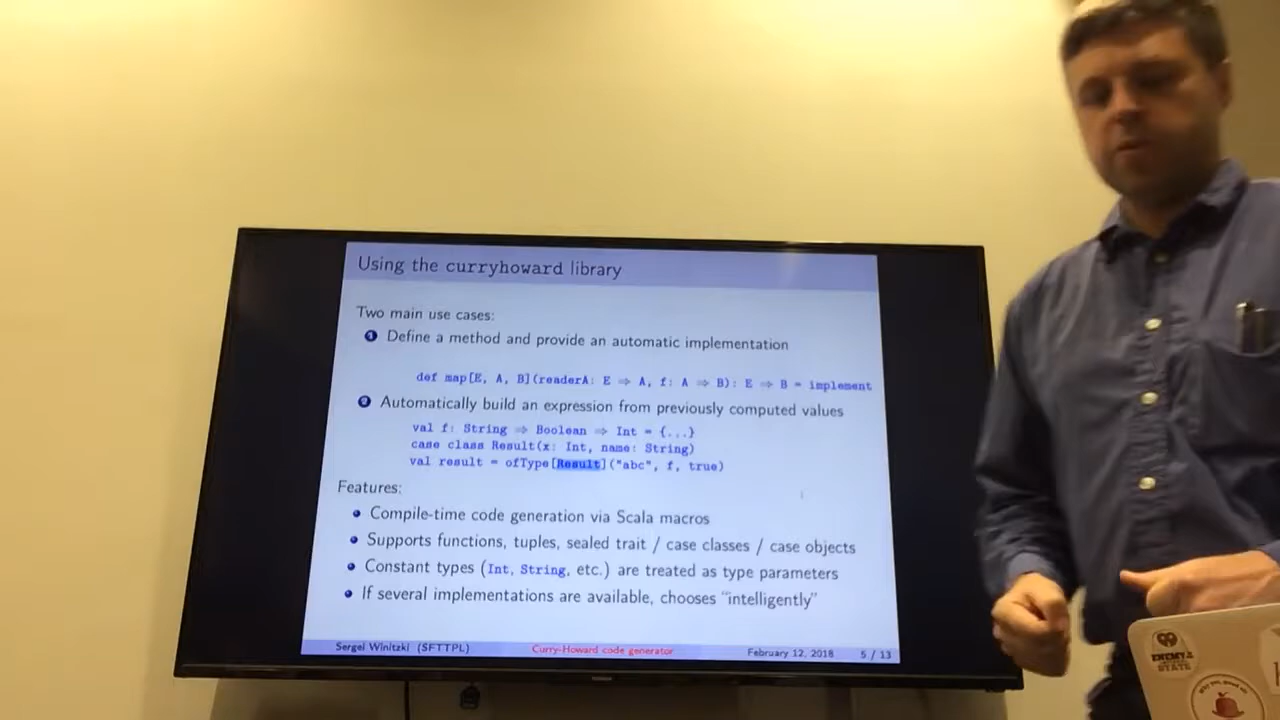 Using the curryhoward library
Two main use cases:
1 Define a method and provide an automatic implementation
def map[E, A, B](readerA: E ⇒ A, f: A ⇒ B): E ⇒ B = implement
2 Automatically build an expression from previously computed values
val f: String ⇒ Boolean ⇒ Int = {...}
case class Result(x: Int, name: String)
val result = ofType[Result]("abc", f, true)
Features:
Compile-time code generation via Scala macros
Supports functions, tuples, sealed trait / case classes / case objects
Constant types (Int, String, etc.) are treated as type parameters
If several implementations are available, chooses "intelligently"
Sergei Winitzki (SFTTPL) Curry-Howard code generator February 12, 2018 5 / 13
ENEMY
STATE